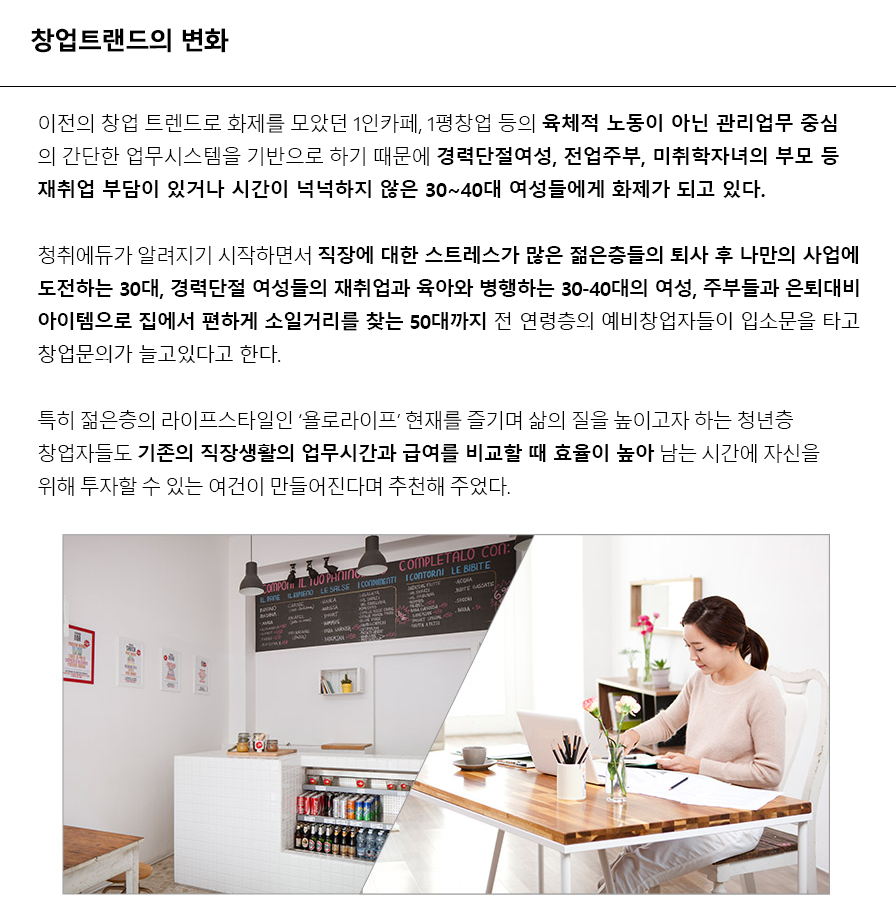 창업트랜드의 변화
이전의 창업 트렌드로 화제를 모았던 1인카페, 1평창업 등의 육체적 노동이 아닌 관리업무 중심
의 간단한 업무시스템을 기반으로 하기 때문에 경력단절여성, 전업주부, 미취학자녀의 부모 등
재취업 부담이 있거나 시간이 넉넉하지 않은 30~40대 여성들에게 화제가 되고 있다.
청취에듀가 알려지기 시작하면서 직장에 대한 스트레스가 많은 젊은층들의 퇴사 후 나만의 사업에
도전하는 30대, 경력단절 여성들의 재취업과 육아와 병행하는 30-40대의 여성, 주부들과 은퇴대비
아이템으로 집에서 편하게 소일거리를 찾는 50대까지 전 연령층의 예비창업자들이 입소문을 타고
창업문의가 늘고있다고 한다.
특히 젊은층의 라이프스타일인 ‘욜로라이프‘ 현재를 즐기며 삶의 질을 높이고자 하는 청년층
창업자들도 기존의 직장생활의 업무시간과 급여를 비교할 때 효율이 높아 남는 시간에 자신을
위해 투자할 수 있는 여건이 만들어진다며 추천해 주었다.
COMPONI IL TUO PANINO
COMPLETALO CON:
IL PANE IL RIPIENO LE SALSE I CONDIMENTI I CONTORNI LE BIBITE